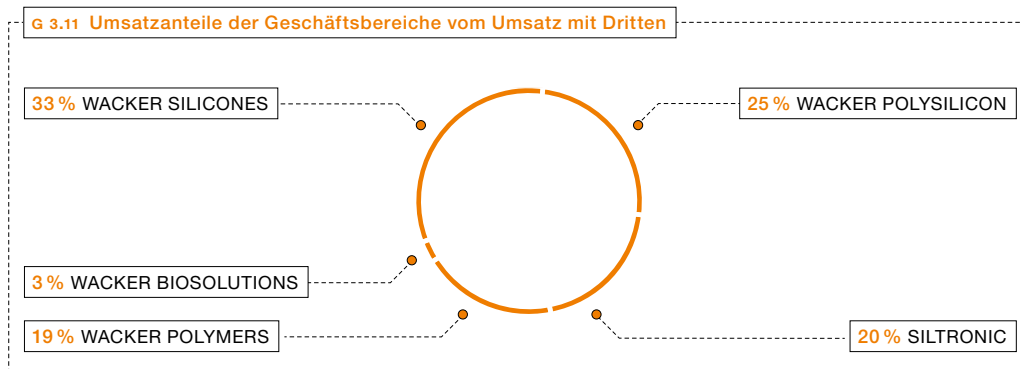 G 3.11 Umsatzanteile der Geschäftsbereiche vom Umsatz mit Dritten
33 % WACKER SILICONES
25 % WACKER POLYSILICON
3 % WACKER BIOSOLUTIONS
19 % WACKER POLYMERS
20 % SILTRONIC